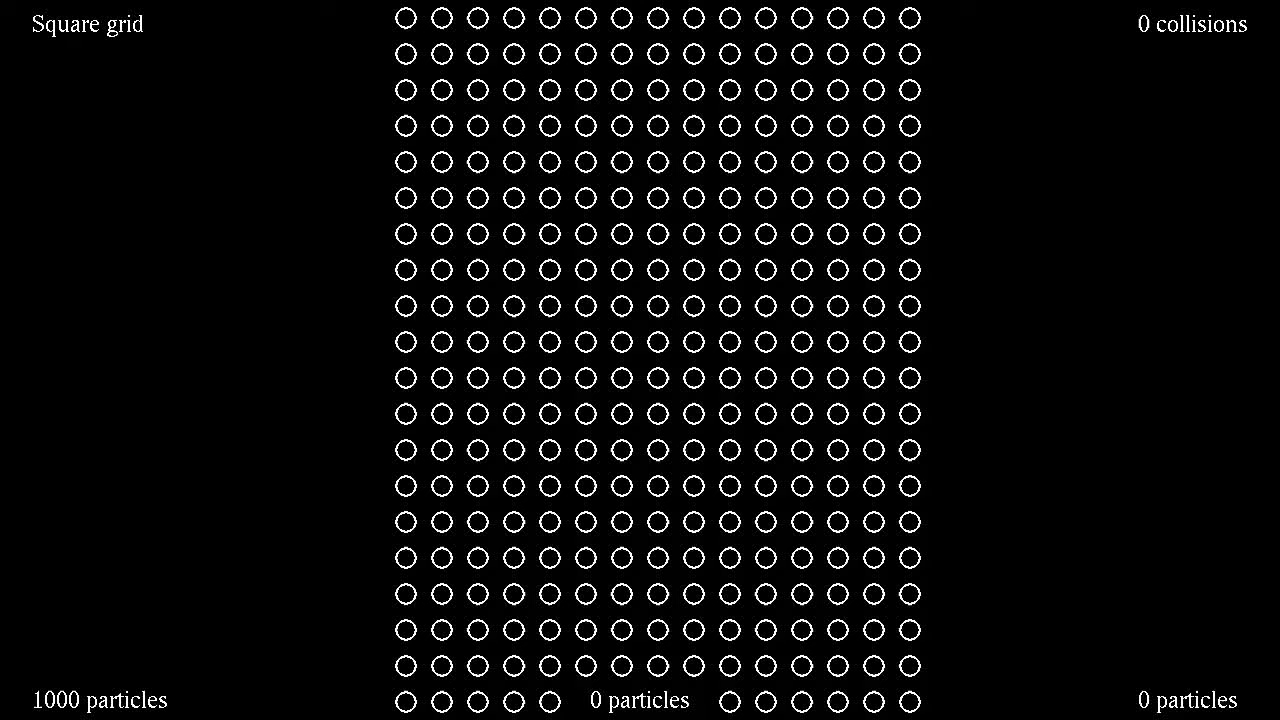 Square grid
0 collisions
1000 particles
0 particles
0 particles